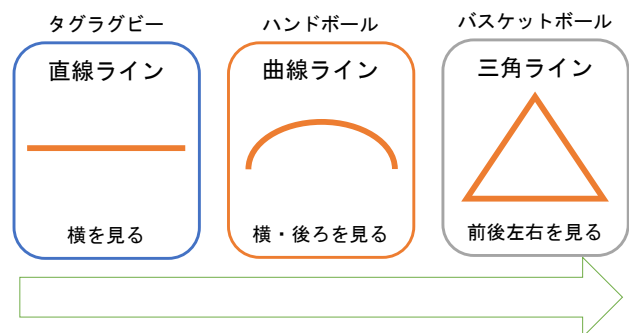 タグラグビー
ハンドボール
バスケットボール
直線ライン
曲線ライン
三角ライン
横を見る
横・後ろを見る
前後左右を見る